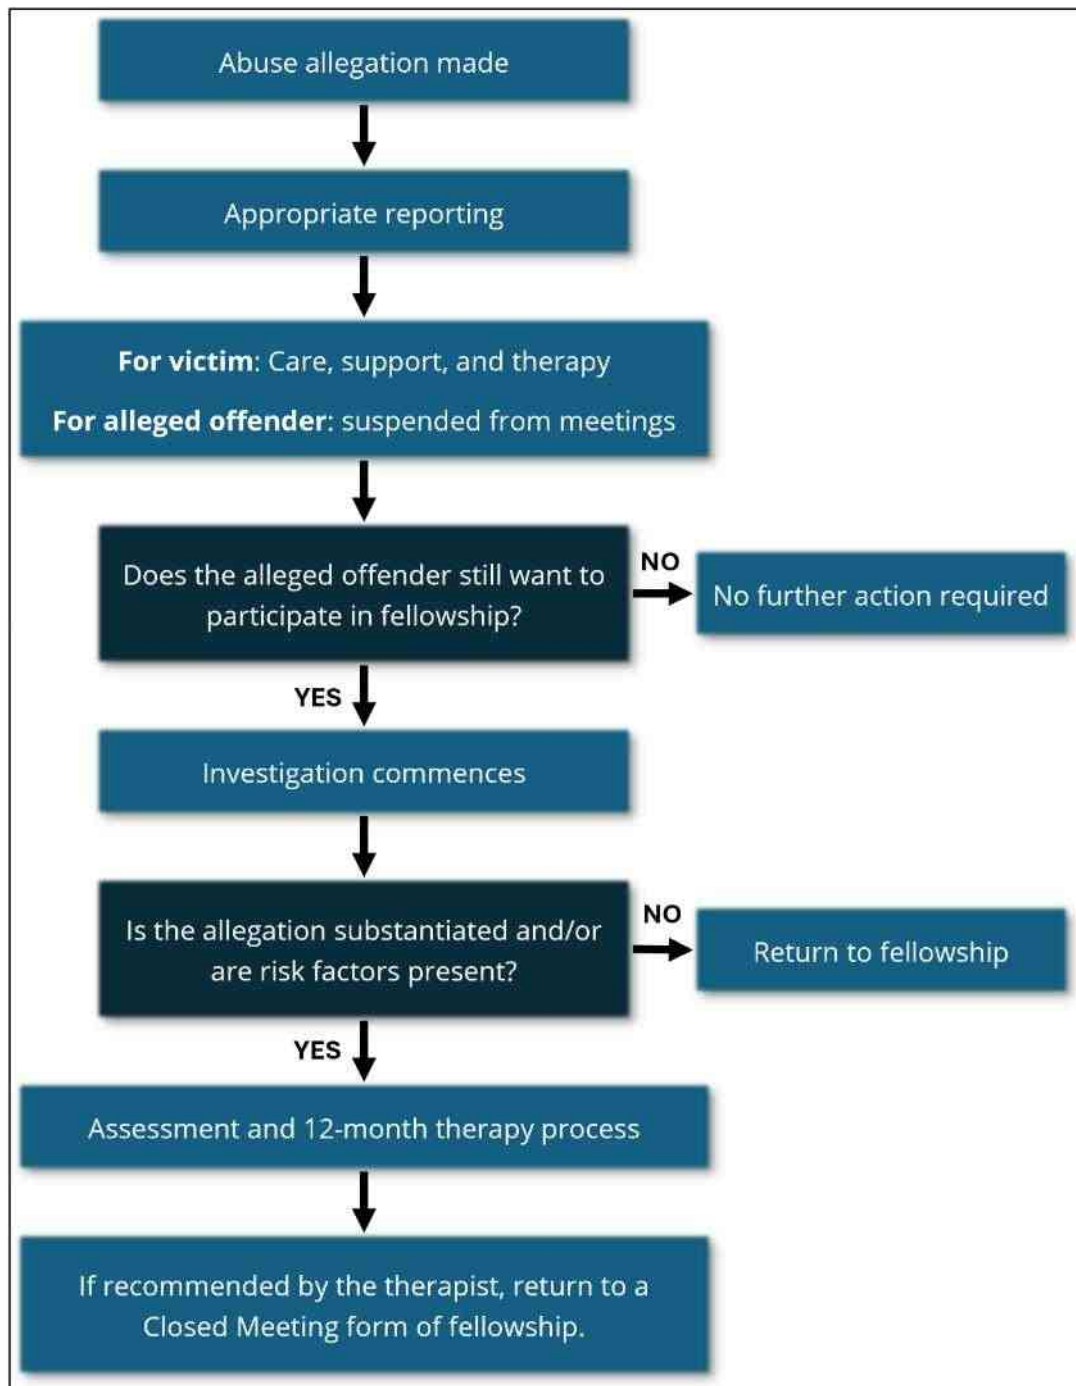 Abuse allegation made
Appropriate reporting
For victim: Care, support, and therapy
For alleged offender: suspended from meetings
Does the alleged offender still want to
participate in fellowship?
NO
No further action required
YES
Investigation commences
Is the allegation substantiated and/or
are risk factors present?
NO
Return to fellowship
YES
Assessment and 12-month therapy process
If recommended by the therapist, return to a
Closed Meeting form of fellowship.